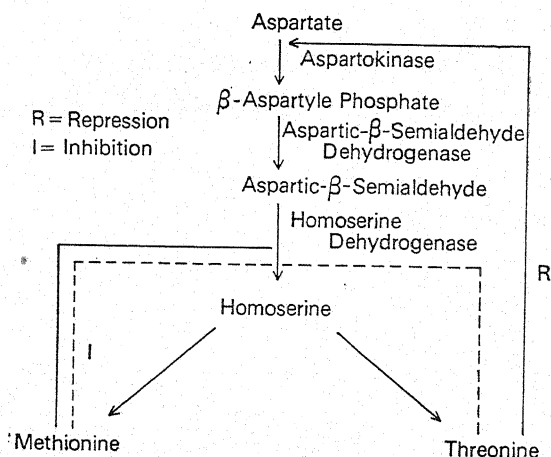 Aspartate
Aspartokinase
β-Aspartyle Phosphate
R = Repression
I = Inhibition
Aspartic-β-Semialdehyde
Dehydrogenase
Aspartic-β-Semialdehyde
Homoserine
Dehydrogenase
R
Homoserine
I
Methionine
Threonine